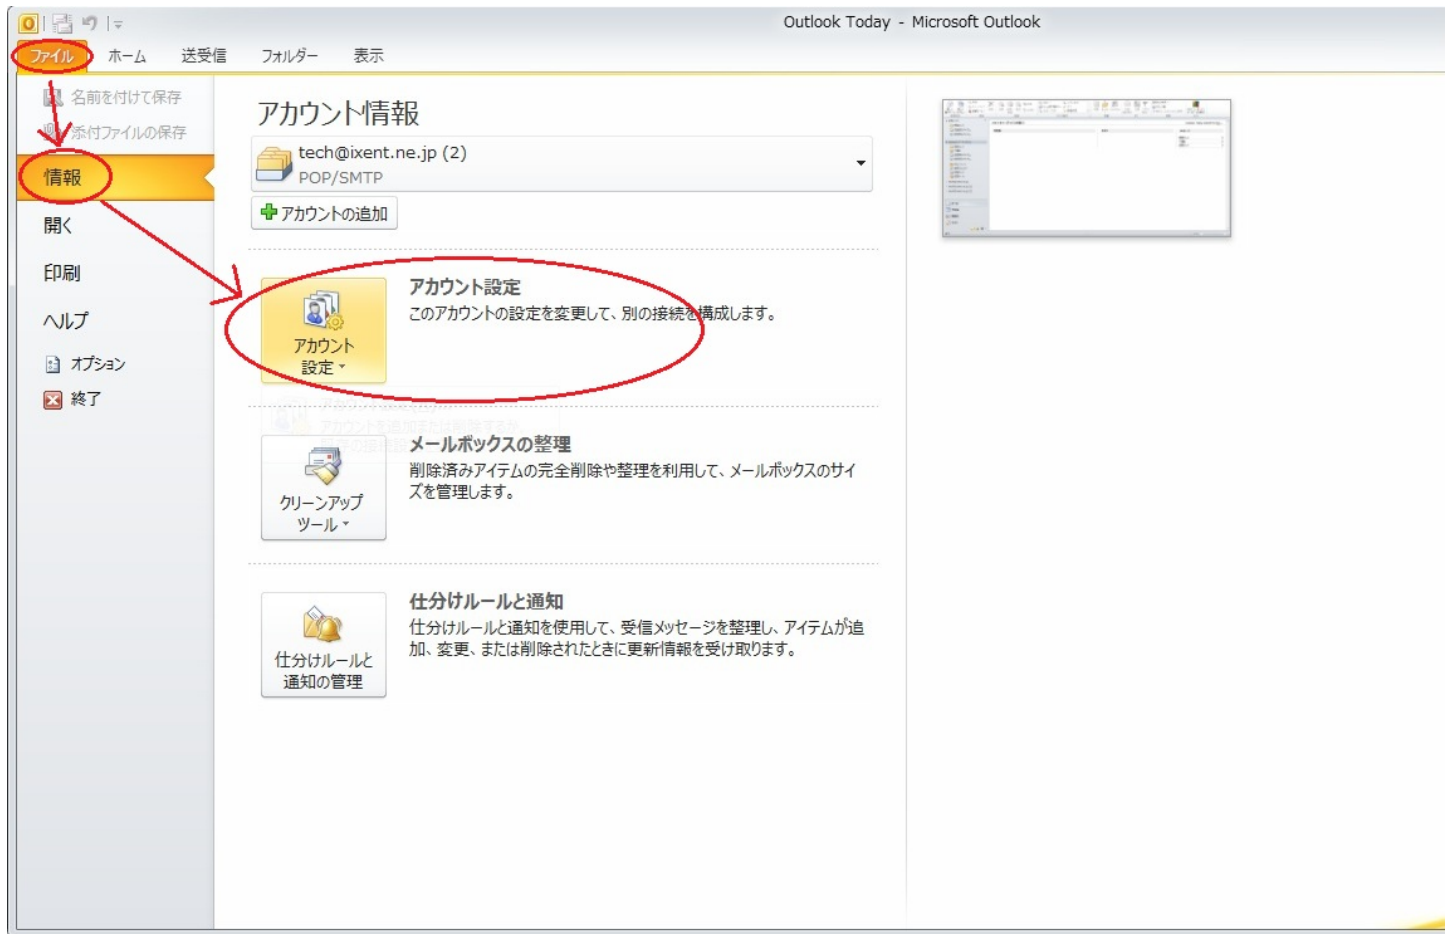 Outlook Today - Microsoft Outlook
ファイル ホーム 送受信 フォルダー 表示
名前を付けて保存
添付ファイルの保存
情報
開く
印刷
ヘルプ
オプション
終了
アカウント情報
tech@ixent.ne.jp (2)
POP/SMTP
アカウントの追加
アカウント
設定
アカウント設定
このアカウントの設定を変更して、別の接続を構成します。
クリーンアップ
ツール
メールボックスの整理
削除済みアイテムの完全削除や整理を利用して、メールボックスのサイ
ズを管理します。
仕分けルールと
通知の管理
仕分けルールと通知
仕分けルールと通知を使用して、受信メッセージを整理し、アイテムが追
加、変更、または削除されたときに更新情報を受け取ります。